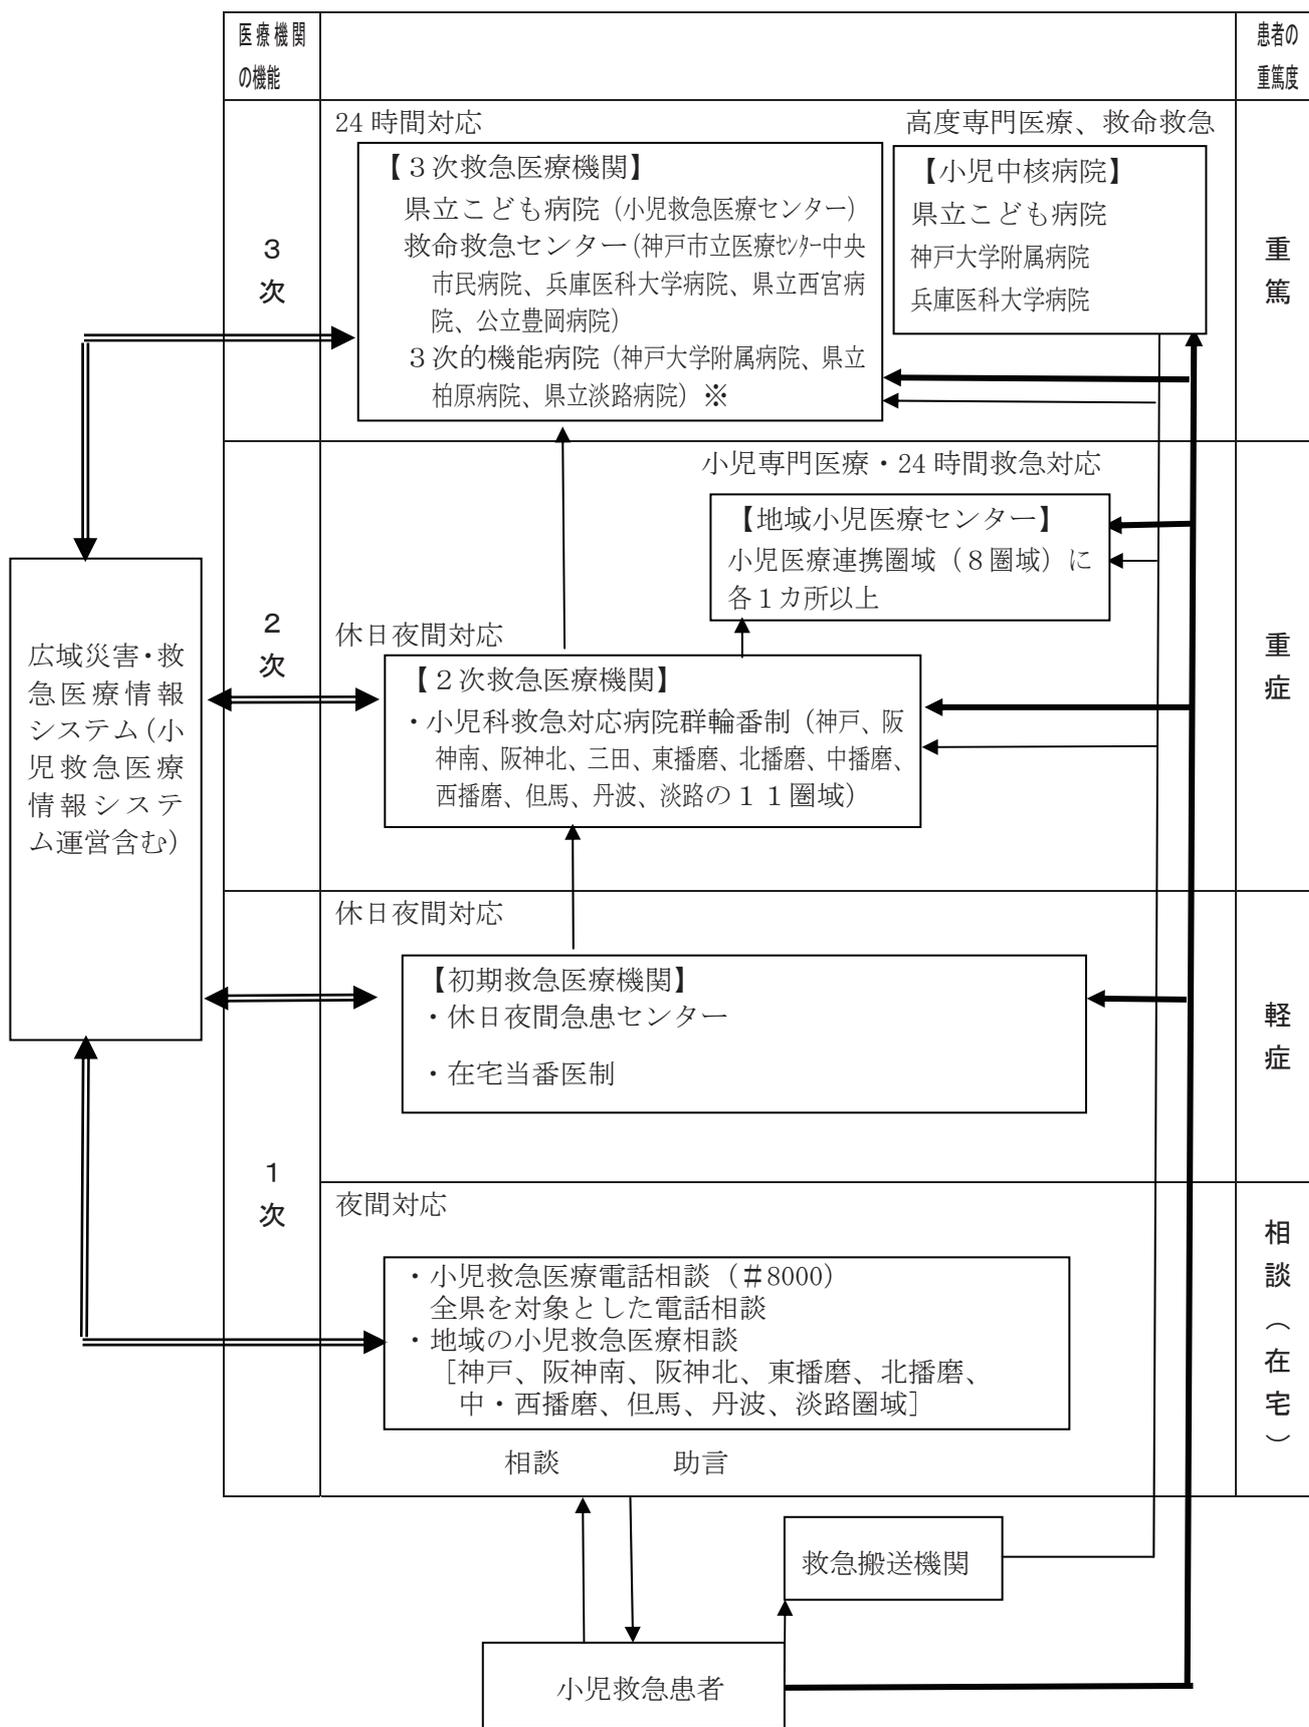 医療機関
の機能
患者の
重篤度
3
次
24時間対応
【３次救急医療機関】
県立こども病院（小児救急医療センター）
救命救急センター（神戸市立医療ｾﾝﾀｰ中央
市民病院、兵庫医科大学病院、県立西宮病
院、公立豊岡病院）
３次的機能病院（神戸大学附属病院、県立
柏原病院、県立淡路病院）※
高度専門医療、救命救急
【小児中核病院】
県立こども病院
神戸大学附属病院
兵庫医科大学病院
重
篤
2
次
小児専門医療・24時間救急対応
【地域小児医療センター】
小児医療連携圏域（８圏域）に
各１カ所以上
休日夜間対応
【２次救急医療機関】
・小児科救急対応病院群輪番制（神戸、阪
神南、阪神北、三田、東播磨、北播磨、中播磨、
西播磨、但馬、丹波、淡路の１１圏域）
重
症
広域災害・救
急医療情報
システム（小
児救急医療
情報システ
ム運営含む）
1
次
休日夜間対応
【初期救急医療機関】
・休日夜間急患センター
・在宅当番医制
軽
症
夜間対応
・小児救急医療電話相談（＃8000）
全県を対象とした電話相談
・地域の小児救急医療相談
［神戸、阪神南、阪神北、東播磨、北播磨、
中・西播磨、但馬、丹波、淡路圏域］
相談 助言
相
談
（
在
宅
）
救急搬送機関
小児救急患者